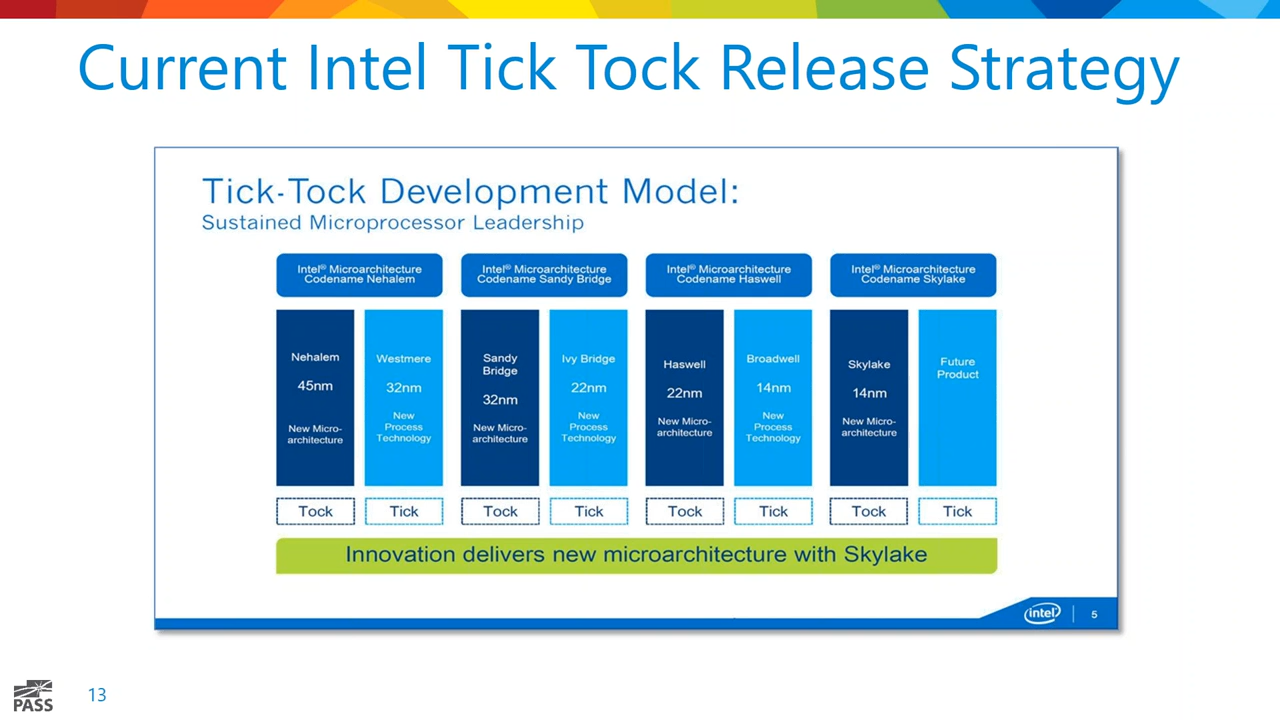 Current Intel Tick Tock Release Strategy
Tick-Tock Development Model:
Sustained Microprocessor Leadership
Intel® Microarchitecture
Codename Nehalem
Intel® Microarchitecture
Codename Sandy Bridge
Intel® Microarchitecture
Codename Haswell
Intel® Microarchitecture
Codename Skylake
Nehalem
45nm
New Micro-
architecture
Westmere
32nm
New
Process
Technology
Sandy
Bridge
32nm
New Micro-
architecture
Ivy Bridge
22nm
New
Process
Technology
Haswell
22nm
New Micro-
architecture
Broadwell
14nm
New
Process
Technology
Skylake
14nm
New Micro-
architecture
Future
Product
Tock
Tick
Tock
Tick
Tock
Tick
Tock
Tick
Innovation delivers new microarchitecture with Skylake
intel
5
PASS
13